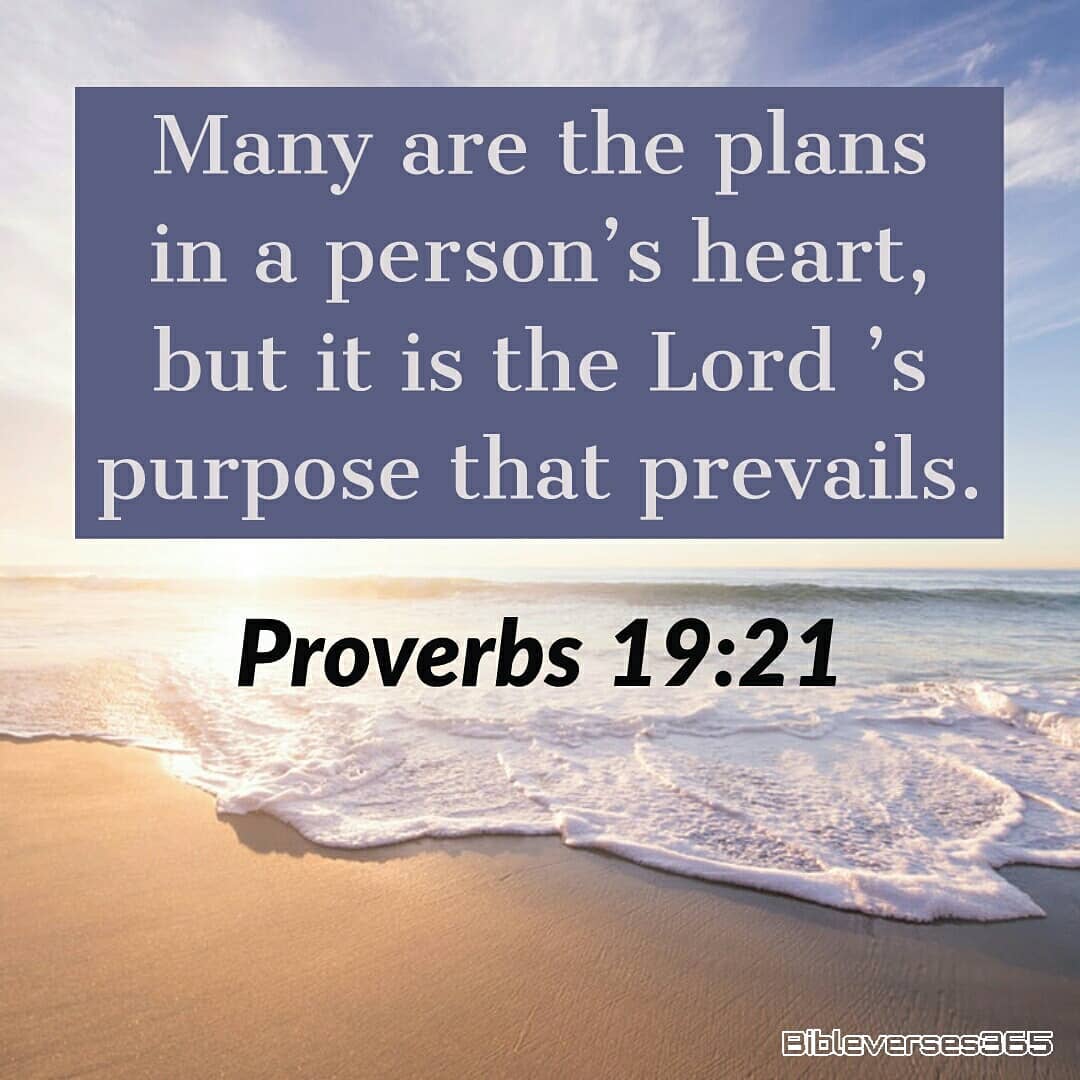 Many are the plans
in a person’s heart,
but it is the Lord ’s
purpose that prevails.
Proverbs 19:21
Bibleverses365